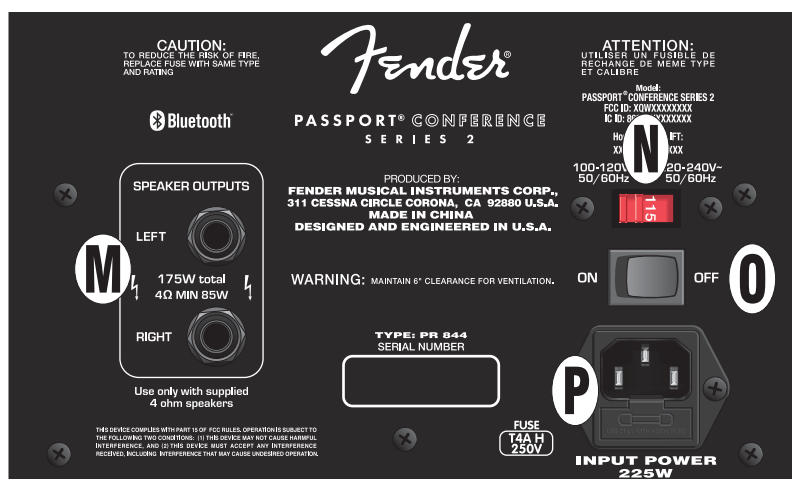 CAUTION:
TO REDUCE THE RISK OF FIRE,
REPLACE FUSE WITH SAME TYPE
AND RATING
Fender®
PASSPORT® CONFERENCE
SERIES 2
ATTENTION:
UTILISER UN FUSIBLE DE
RECHANGE DE MEME TYPE
ET CALIBRE
Model:
PASSPORT® CONFERENCE SERIES 2
FCC ID: XQWXXXXXXXX
IC ID:
Bluetooth
N
100-120V
50/60Hz
20-240V~
50/60Hz
115
SPEAKER OUTPUTS
LEFT
M
175W total
4Ω MIN 85W
RIGHT
Use only with supplied
4 ohm speakers
PRODUCED BY:
FENDER MUSICAL INSTRUMENTS CORP.,
311 CESSNA CIRCLE CORONA, CA 92880 U.S.A.
MADE IN CHINA
DESIGNED AND ENGINEERED IN U.S.A.
WARNING: MAINTAIN 6" CLEARANCE FOR VENTILATION.
ON
OFF
O
TYPE: PR 844
SERIAL NUMBER
P
THIS DEVICE COMPLIES WITH PART 15 OF FCC RULES. OPERATION IS SUBJECT TO
THE FOLLOWING TWO CONDITIONS: (1) THIS DEVICE MAY NOT CAUSE HARMFUL
INTERFERENCE, AND (2) THIS DEVICE MUST ACCEPT ANY INTERFERENCE
RECEIVED, INCLUDING INTERFERENCE THAT MAY CAUSE UNDESIRED OPERATION.
FUSE
T4A H
250V
INPUT POWER
225W